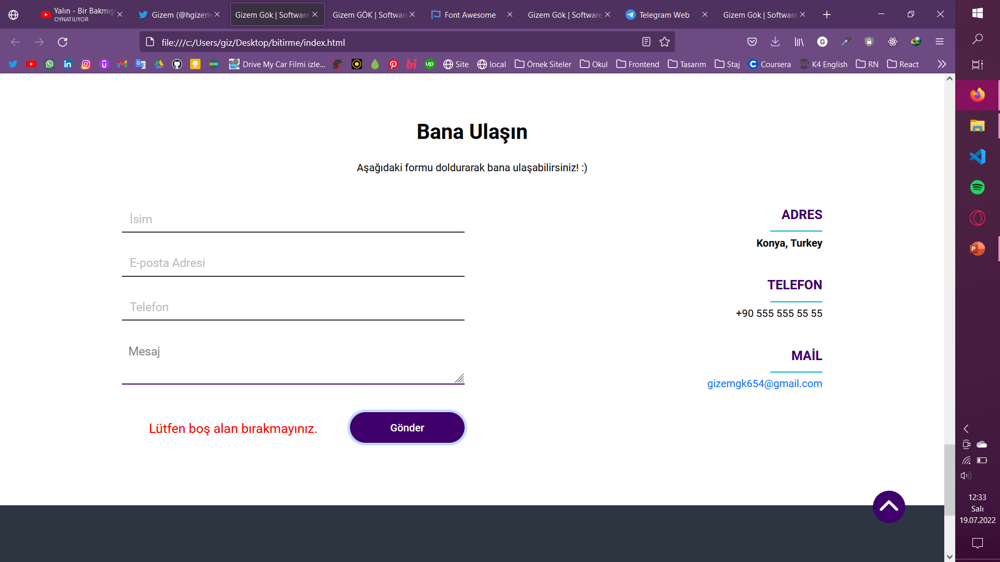 Yalın - Bir Bakmışs
OYNATILIYOR
Gizem (@hgizem
Gizem Gök | Software
Gizem GÖK | Software
Font Awesome
Gizem Gök | Software
Telegram Web
Gizem Gök | Software
file:///c:/Users/giz/Desktop/bitirme/index.html
Drive My Car Filmi izle...
Site
local
Örnek Siteler
Okul
Frontend
Tasarım
Staj
Coursera
K4 English
RN
React
Bana Ulaşın
Aşağıdaki formu doldurarak bana ulaşabilirsiniz! :)
İsim
E-posta Adresi
Telefon
Mesaj
Lütfen boş alan bırakmayınız.
Gönder
ADRES
Konya, Turkey
TELEFON
+90 555 555 55 55
MAİL
gizemgk654@gmail.com
12:33
Salı
19.07.2022